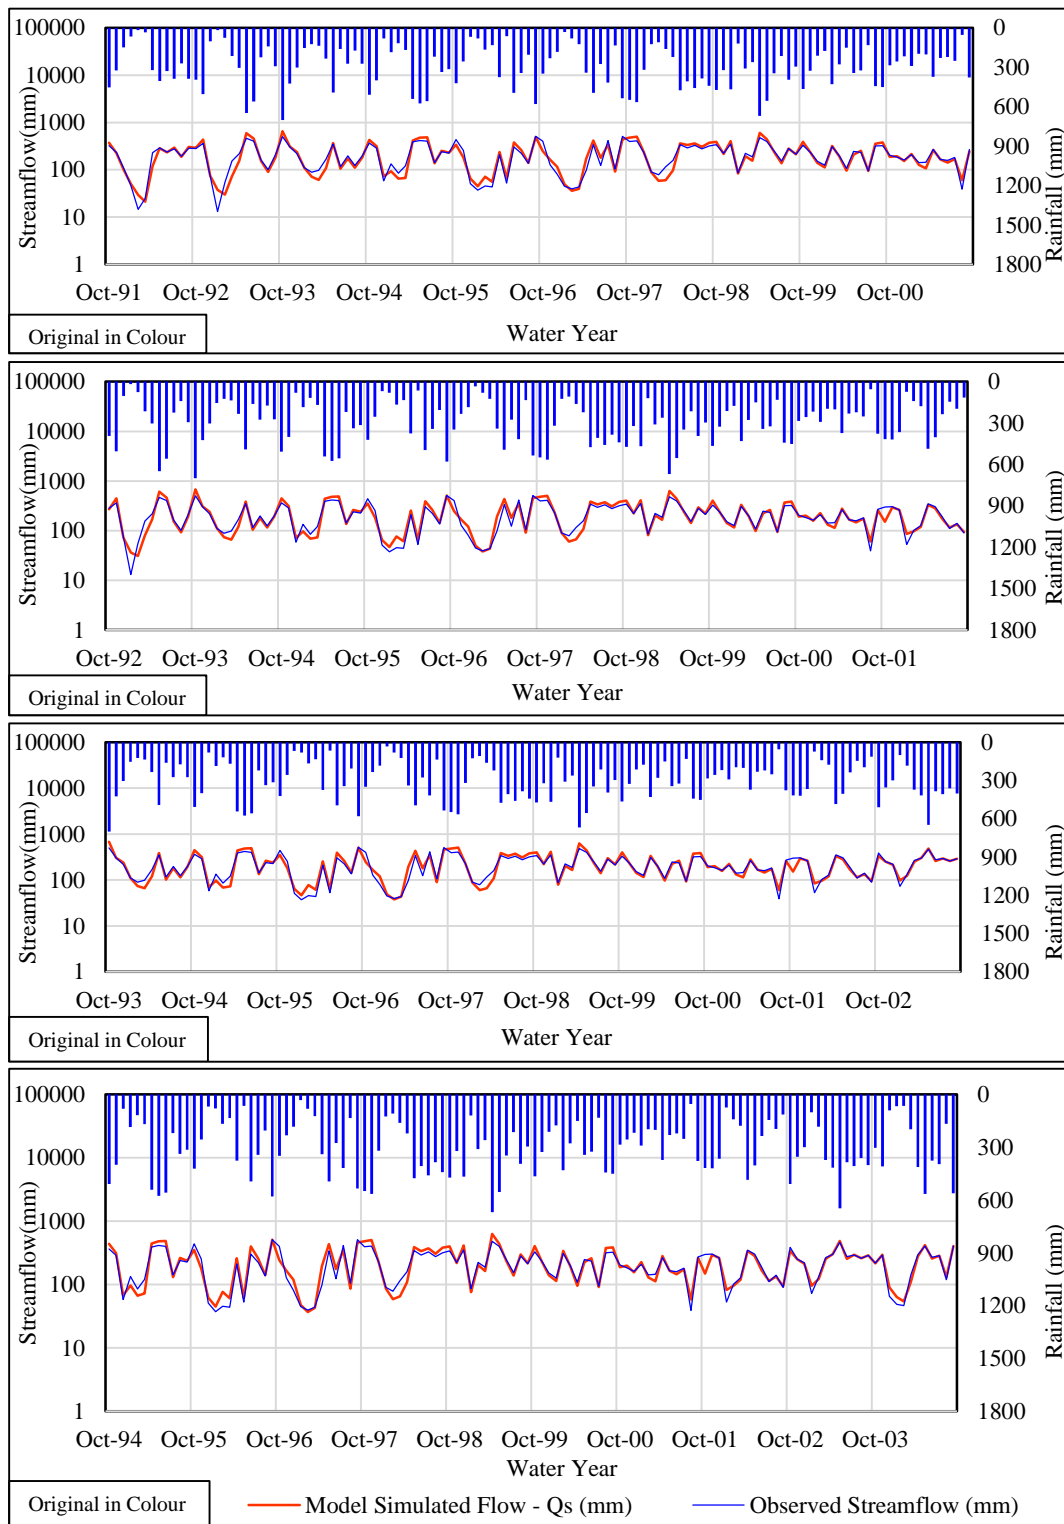 100000
10000
1000
100
10
1
Streamflow(mm)
0
300
600
900
1200
1500
1800
Rainfall (mm)
Oct-91 Oct-92 Oct-93 Oct-94 Oct-95 Oct-96 Oct-97 Oct-98 Oct-99 Oct-00
Water Year
Original in Colour
100000
10000
1000
100
10
1
Streamflow(mm)
0
300
600
900
1200
1500
1800
Rainfall (mm)
Oct-92 Oct-93 Oct-94 Oct-95 Oct-96 Oct-97 Oct-98 Oct-99 Oct-00 Oct-01
Water Year
Original in Colour
100000
10000
1000
100
10
1
Streamflow(mm)
0
300
600
900
1200
1500
1800
Rainfall (mm)
Oct-93 Oct-94 Oct-95 Oct-96 Oct-97 Oct-98 Oct-99 Oct-00 Oct-01 Oct-02
Water Year
Original in Colour
100000
10000
1000
100
10
1
Streamflow(mm)
0
300
600
900
1200
1500
1800
Rainfall (mm)
Oct-94 Oct-95 Oct-96 Oct-97 Oct-98 Oct-99 Oct-00 Oct-01 Oct-02 Oct-03
Water Year
Original in Colour
Model Simulated Flow - Qs (mm)
Observed Streamflow (mm)